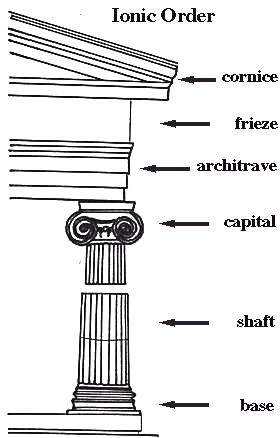 Ionic Order
cornice
frieze
architrave
capital
shaft
base